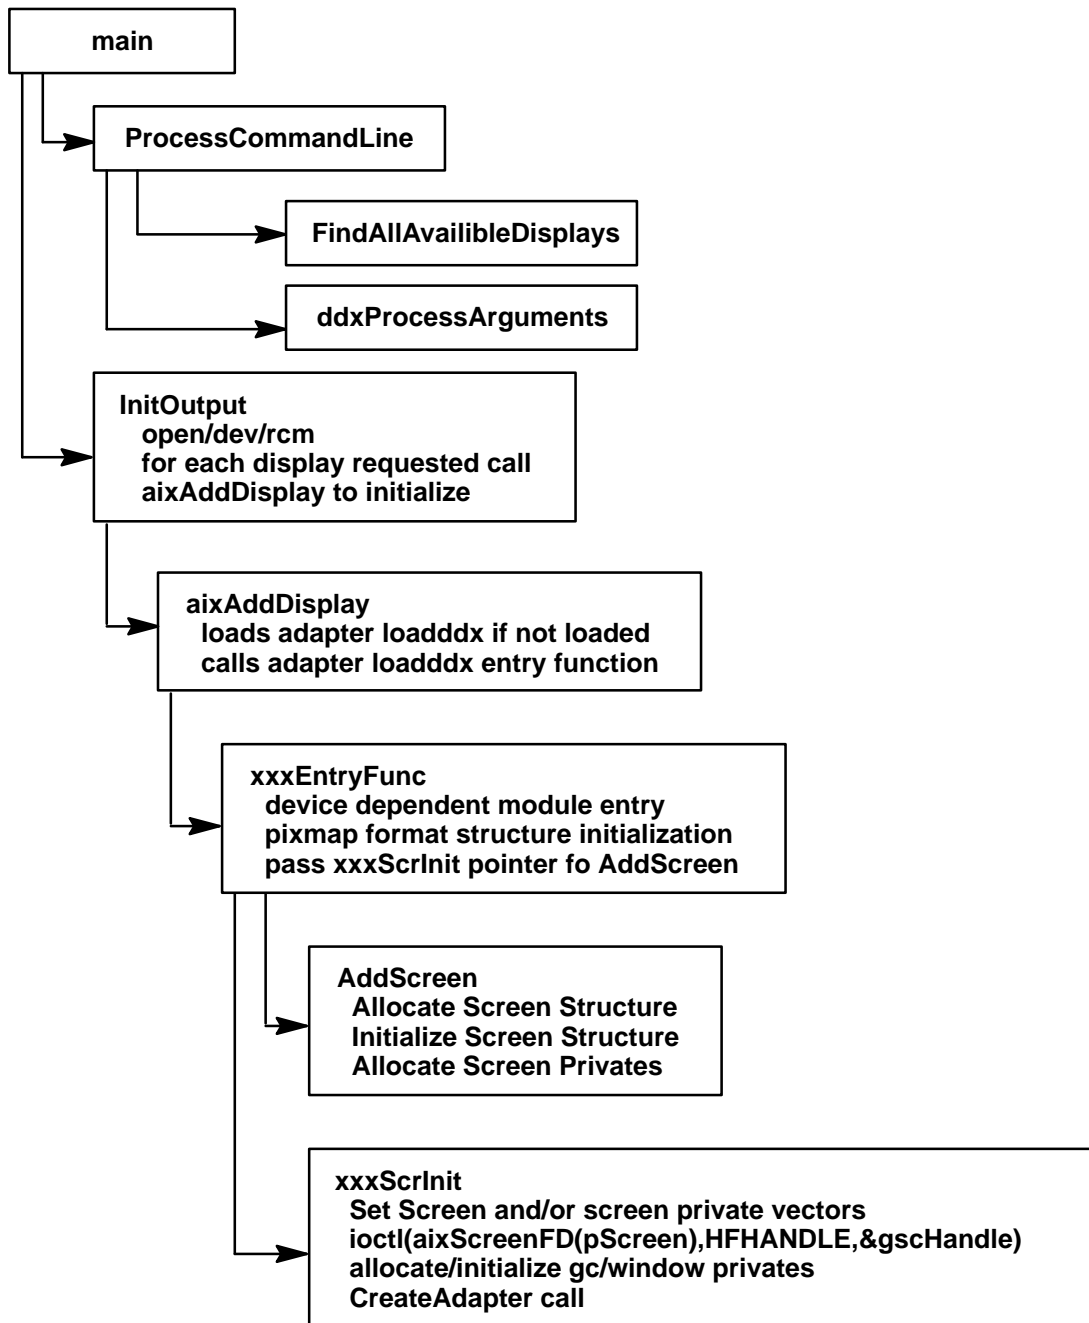 main
ProcessCommandLine
FindAllAvailibleDisplays
ddxProcessArguments
InitOutput
open/dev/rcm
for each display requested call
aixAddDisplay to initialize
aixAddDisplay
loads adapter loadddx if not loaded
calls adapter loadddx entry function
xxxEntryFunc
device dependent module entry
pixmap format structure initialization
pass xxxScrInit pointer fo AddScreen
AddScreen
Allocate Screen Structure
Initialize Screen Structure
Allocate Screen Privates
xxxScrInit
Set Screen and/or screen private vectors
ioctl(aixScreenFD(pScreen),HFHANDLE,&gscHandle)
allocate/initialize gc/window privates
CreateAdapter call